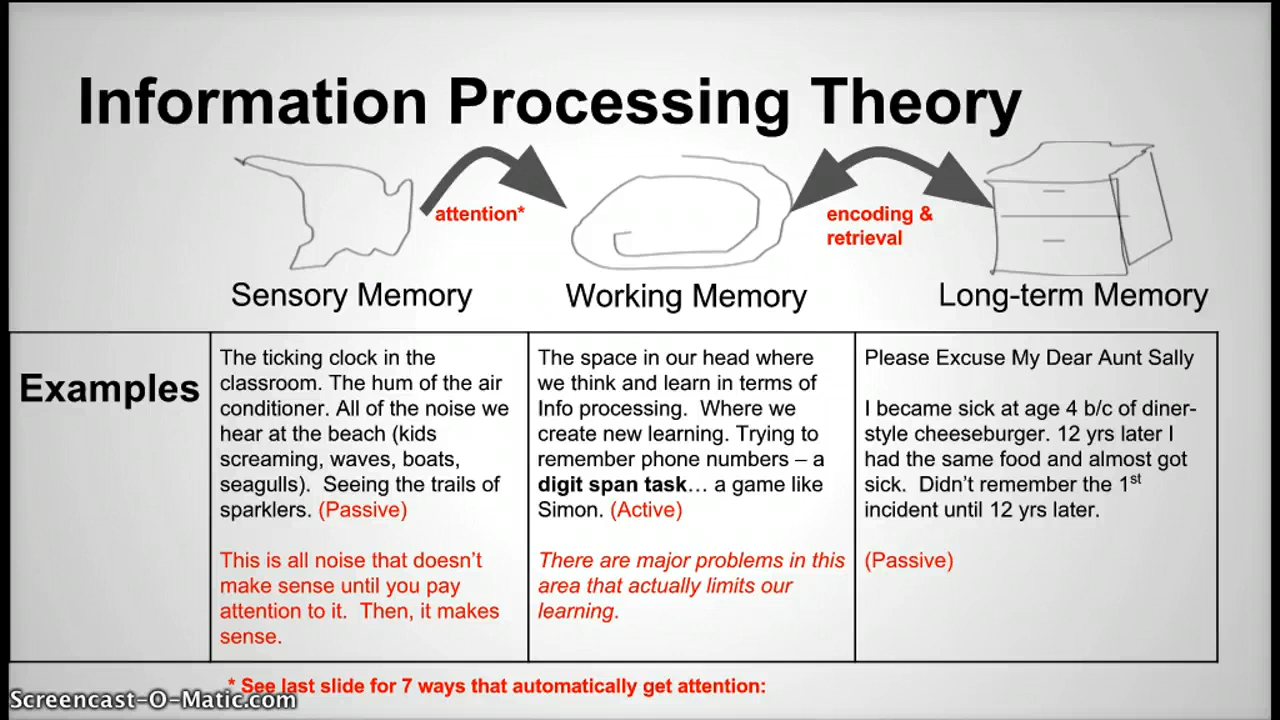 Information Processing Theory
attention*
encoding &
retrieval
Sensory Memory
Working Memory
Long-term Memory
Examples
The ticking clock in the
classroom. The hum of the air
conditioner. All of the noise we
hear at the beach (kids
screaming, waves, boats,
seagulls). Seeing the trails of
sparklers. (Passive)
This is all noise that doesn't
make sense until you pay
attention to it. Then, it makes
sense.
The space in our head where
we think and learn in terms of
Info processing. Where we
create new learning. Trying to
remember phone numbers – a
digit span task… a game like
Simon. (Active)
There are major problems in this
area that actually limits our
learning.
Please Excuse My Dear Aunt Sally
I became sick at age 4 b/c of diner-
style cheeseburger. 12 yrs later I
had the same food and almost got
sick. Didn't remember the 1st
incident until 12 yrs later.
(Passive)
* See last slide for 7 ways that automatically get attention:
Screencast-O-Matic.com